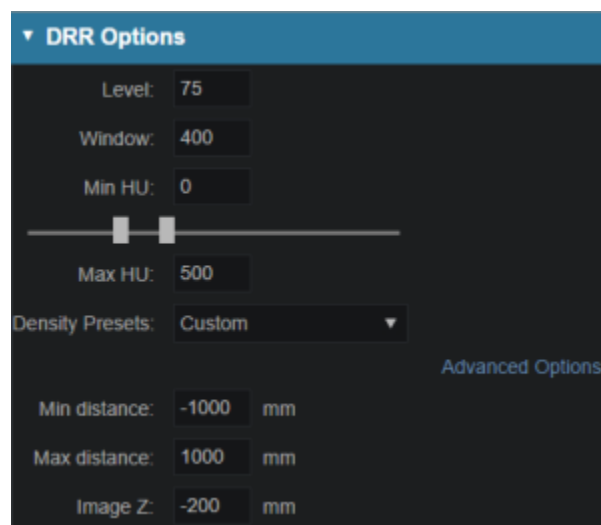 DRR Options
Level: 75
Window: 400
Min HU: 0
Max HU: 500
Density Presets: Custom
Advanced Options
Min distance: -1000 mm
Max distance: 1000 mm
Image Z: -200 mm